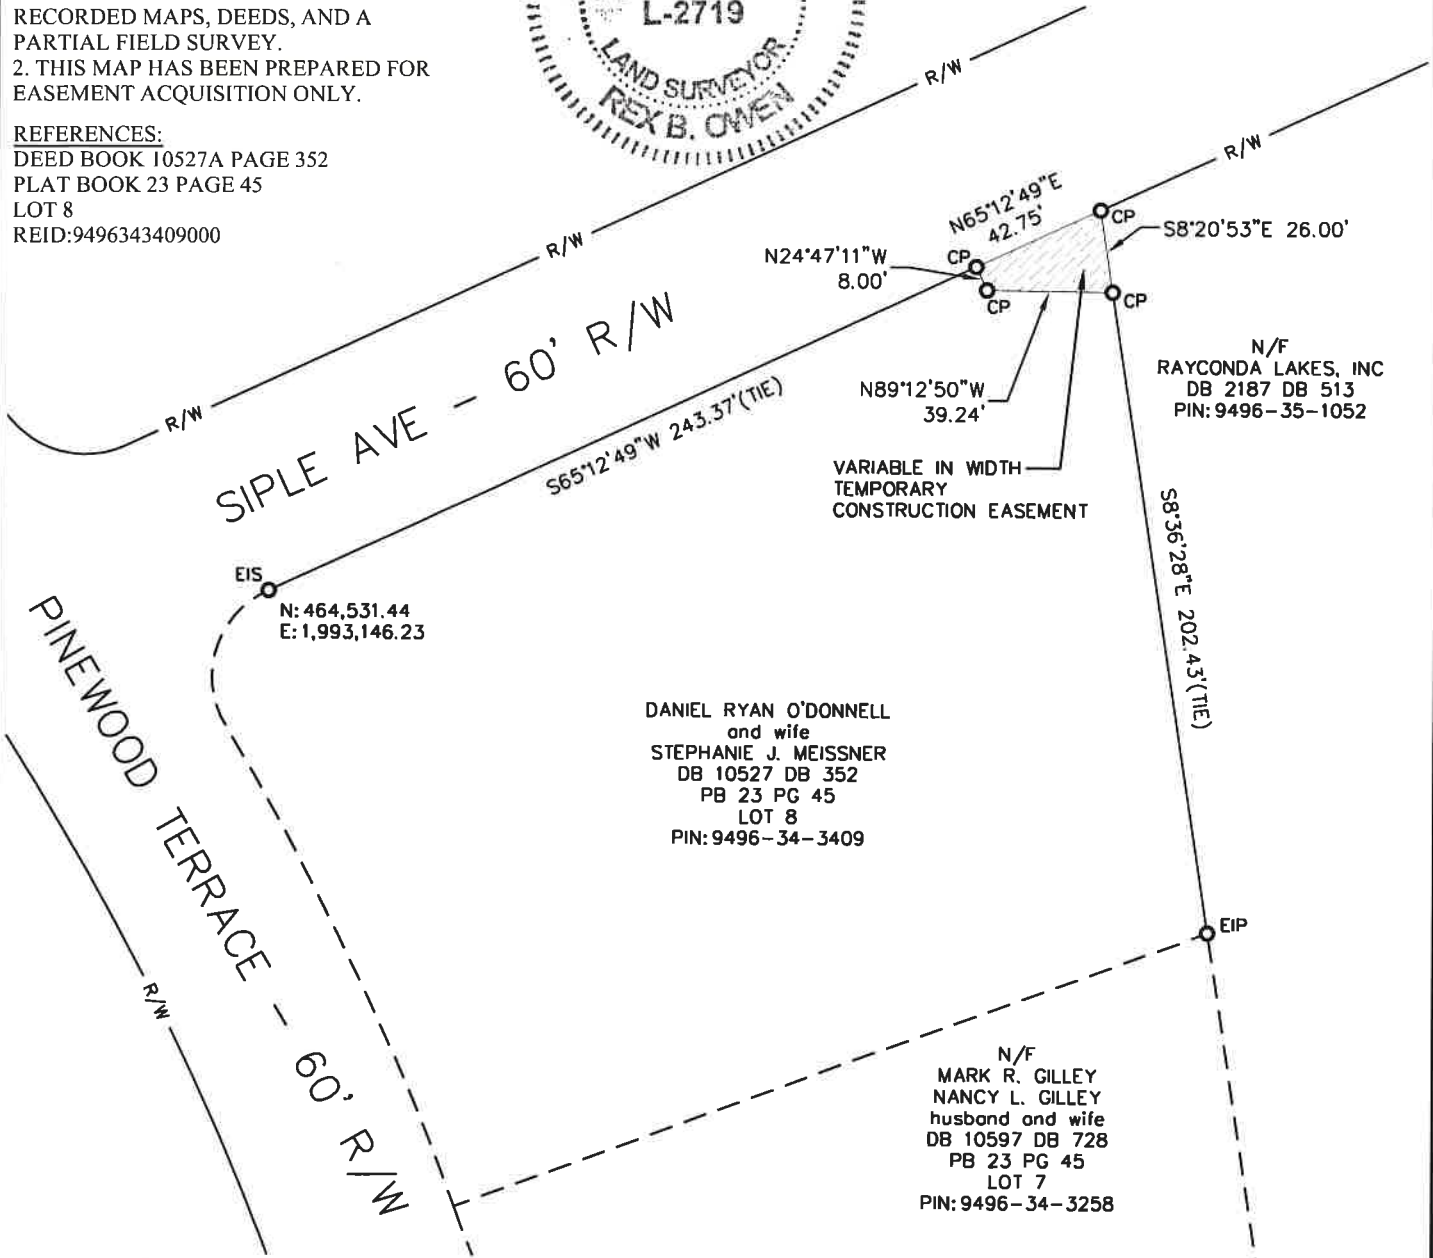 RECORDED MAPS, DEEDS, AND A
PARTIAL FIELD SURVEY.
2. THIS MAP HAS BEEN PREPARED FOR
EASEMENT ACQUISITION ONLY.
REFERENCES:
DEED BOOK 10527A PAGE 352
PLAT BOOK 23 PAGE 45
LOT 8
REID:9496343409000
L-2719
LAND SURVEYOR
REX B. OWEN
R/W
R/W
R/W
R/W
N65°12'49"E
42.75'
CP
S8°20'53"E 26.00'
N24°47'11"W
8.00'
CP
CP
CP
N89°12'50"W
39.24'
N/F
RAYCONDA LAKES, INC
DB 2187 DB 513
PIN: 9496-35-1052
VARIABLE IN WIDTH
TEMPORARY
CONSTRUCTION EASEMENT
SIPLE AVE - 60' R/W
S65°12'49"W 243.37'(TIE)
S8°36'28"E 202.43'(TIE)
EIS
N: 464,531.44
E: 1,993,146.23
PINEWOOD TERRACE - 60' R/W
R/W
DANIEL RYAN O'DONNELL
and wife
STEPHANIE J. MEISSNER
DB 10527 DB 352
PB 23 PG 45
LOT 8
PIN: 9496-34-3409
EIP
N/F
MARK R. GILLEY
NANCY L. GILLEY
husband and wife
DB 10597 DB 728
PB 23 PG 45
LOT 7
PIN: 9496-34-3258